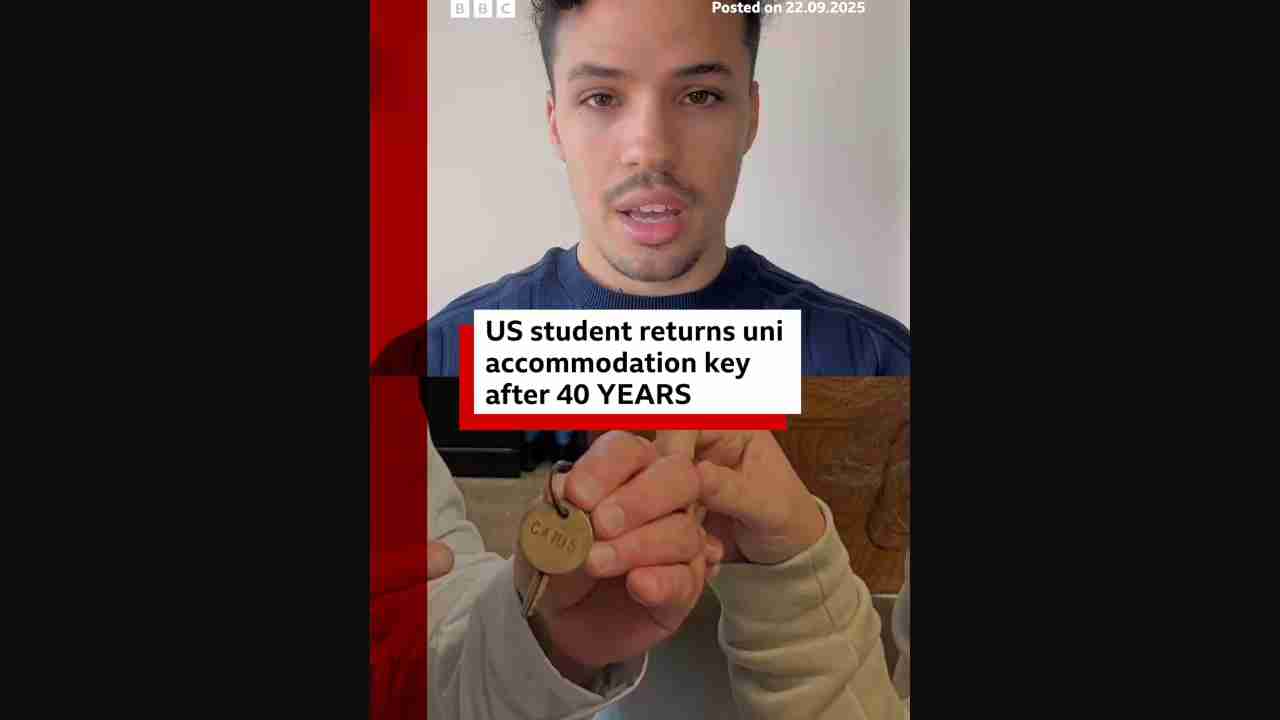 BBC
Posted on 22.09.2025
US student returns uni
accommodation key
after 40 YEARS